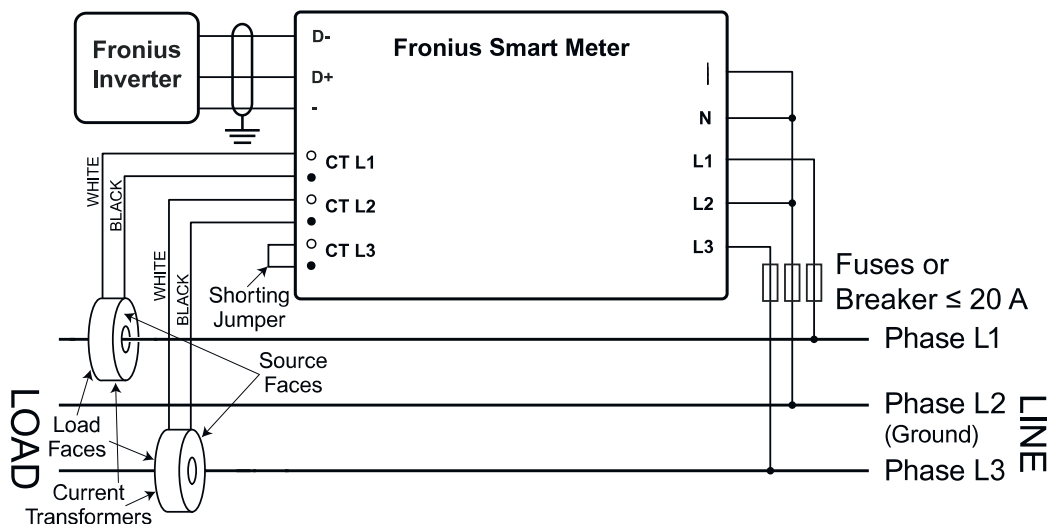 Fronius
Inverter
D-
D+
-
Fronius Smart Meter
N
L1
L2
L3
CT L1
CT L2
CT L3
WHITE
BLACK
WHITE
BLACK
Shorting
Jumper
Fuses or
Breaker ≤ 20 A
Source
Faces
Load
Faces
Current
Transformers
LOAD
Phase L1
Phase L2
(Ground)
Phase L3
LINE